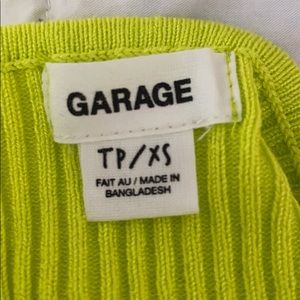 GARAGE
TP/XS
FAIT AU / MADE IN
BANGLADESH